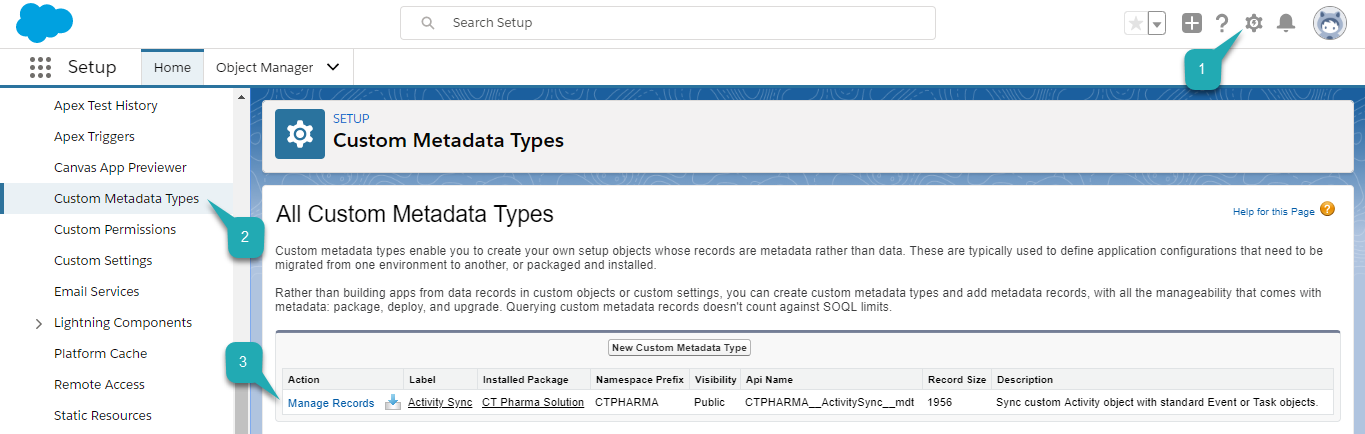 Search Setup
1
Setup
Home
Object Manager
Apex Test History
Apex Triggers
Canvas App Previewer
Custom Metadata Types
2
Custom Permissions
Custom Settings
Email Services
Lightning Components
Platform Cache
Remote Access
Static Resources
SETUP
Custom Metadata Types
All Custom Metadata Types
Help for this Page ?
Custom metadata types enable you to create your own setup objects whose records are metadata rather than data. These are typically used to define application configurations that need to be
migrated from one environment to another, or packaged and installed.
Rather than building apps from data records in custom objects or custom settings, you can create custom metadata types and add metadata records, with all the manageability that comes with
metadata: package, deploy, and upgrade. Querying custom metadata records doesn't count against SOQL limits.
New Custom Metadata Type
3
Action Label Installed Package Namespace Prefix Visibility Api Name Record Size Description
Manage Records Activity Sync CT Pharma Solution CTPHARMA Public CTPHARMA__ActivitySync__mdt 1956 Sync custom Activity object with standard Event or Task objects.